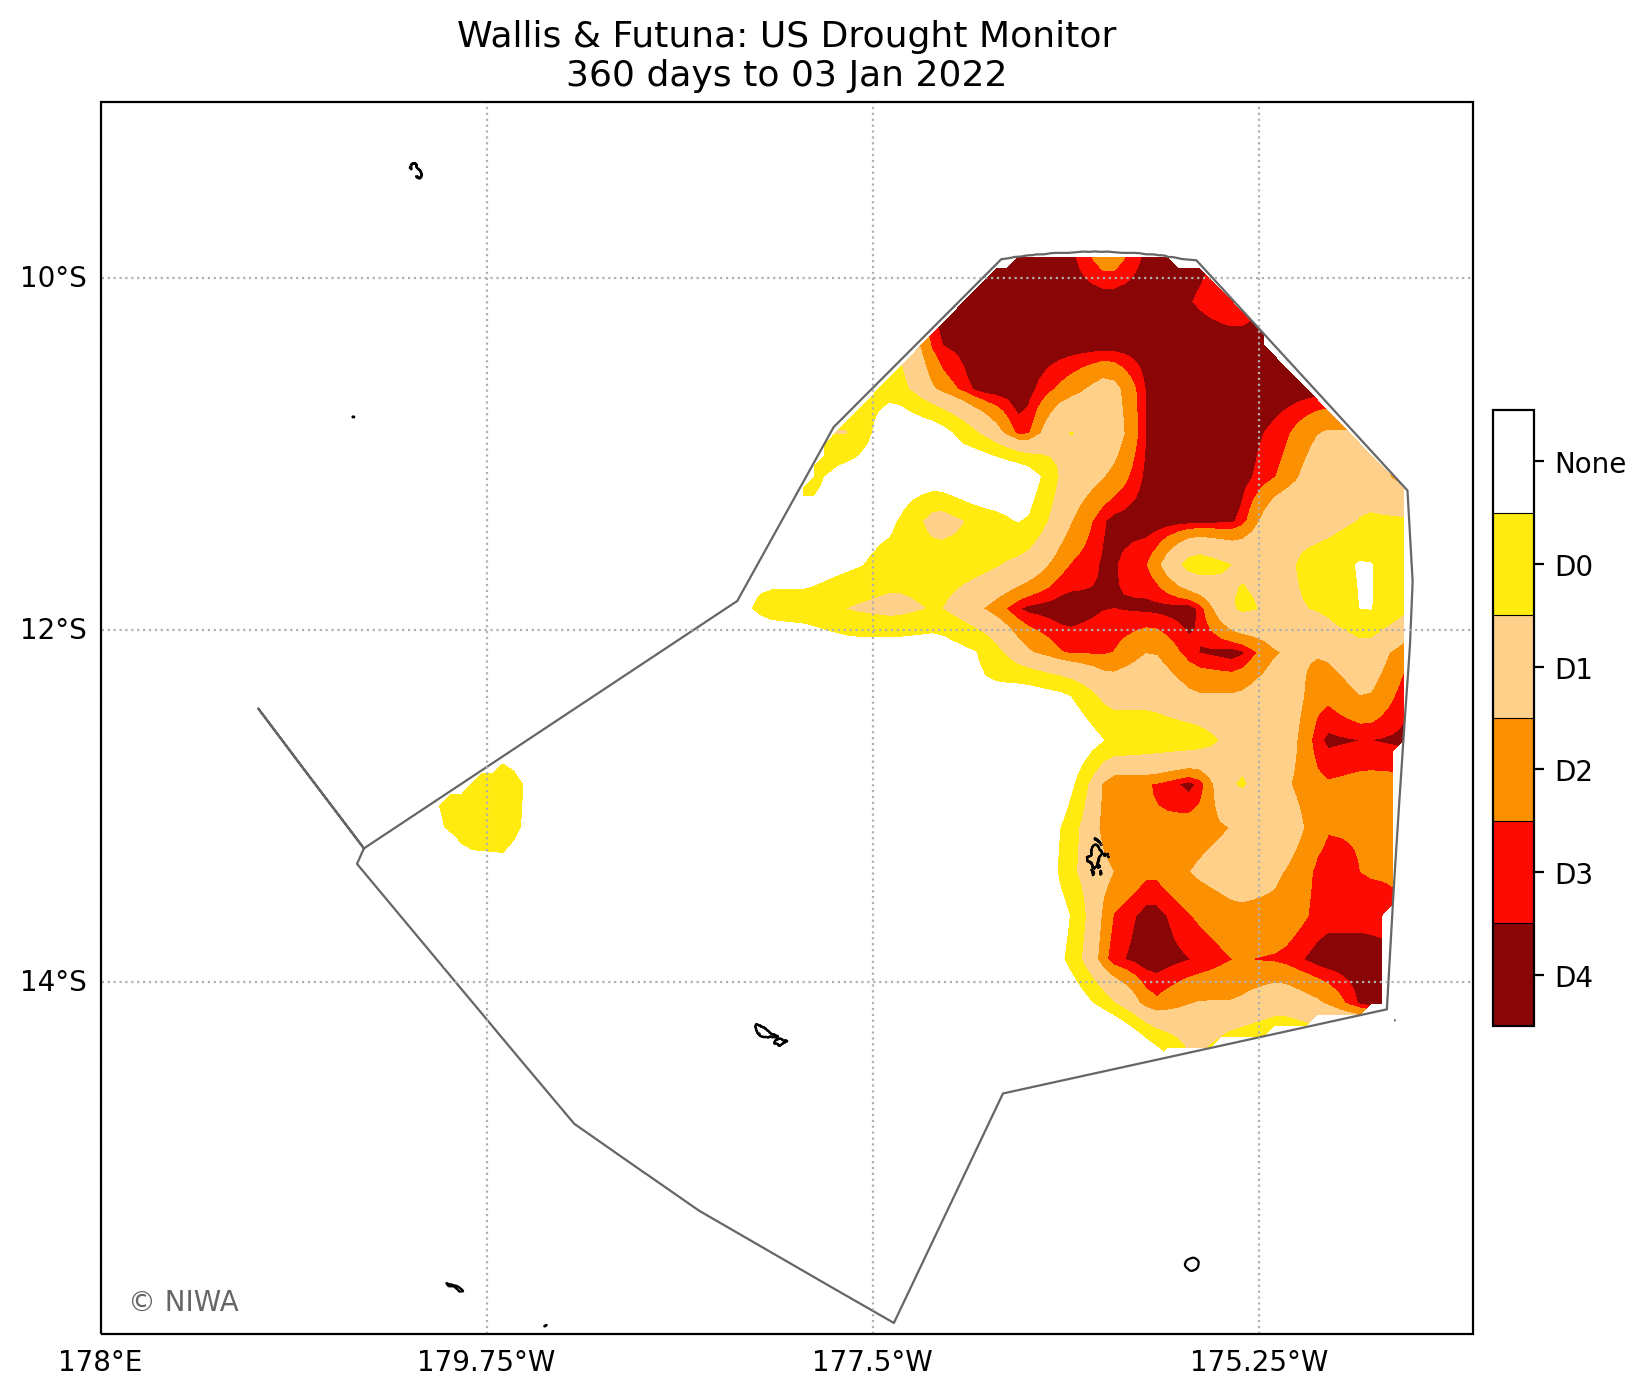 Wallis & Futuna: US Drought Monitor
360 days to 03 Jan 2022
10°S
12°S
14°S
None
D0
D1
D2
D3
D4
© NIWA
178°E
179.75°W
177.5°W
175.25°W